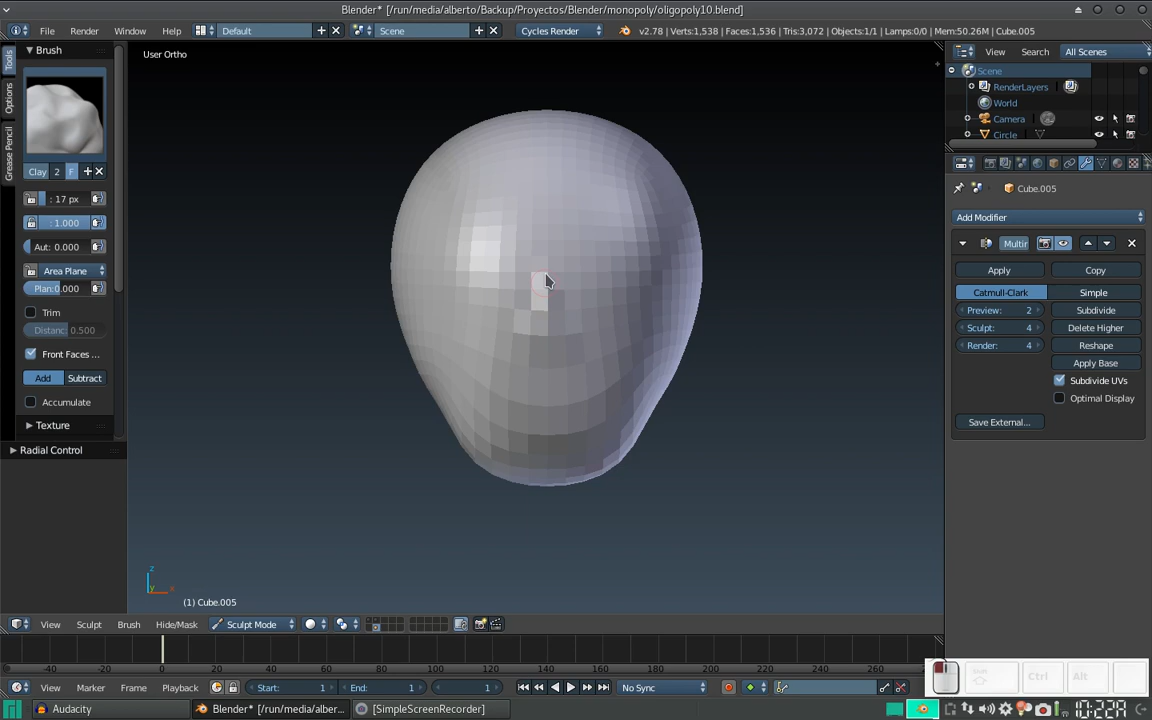 Blender* [/run/media/alberto/Backup/Proyectos/Blender/monopoly/oligopoly10.blend]
File Render Window Help Default Scene Cycles Render v2.78 | Verts:1,538 | Faces:1,536 | Tris:3,072 | Objects:1/1 | Lamps:0/0 | Mem:50.26M | Cube.005
Brush
Tools
Options
Grease Pencil
Clay 2 F
: 17 px
: 1.000
Aut: 0.000
Area Plane
Plan:0.000
Trim
Distanc: 0.500
Front Faces ...
Add Subtract
Accumulate
Texture
Radial Control
User Ortho
z
y x
(1) Cube.005
View Search All Scenes
Scene
RenderLayers
World
Camera
Circle
Cube.005
Add Modifier
Multir
Apply Copy
Catmull-Clark Simple
Preview: 2 Subdivide
Sculpt: 4 Delete Higher
Render: 4 Reshape
Apply Base
Subdivide UVs
Optimal Display
Save External...
View Sculpt Brush Hide/Mask Sculpt Mode
-40 -20 0 20 40 60 80 100 120 140 160 180 200 220 240 260
View Marker Frame Playback Start: 1 End: 1 1 No Sync
Ctrl Alt
Audacity Blender* [/run/media/alber... [SimpleScreenRecorder]